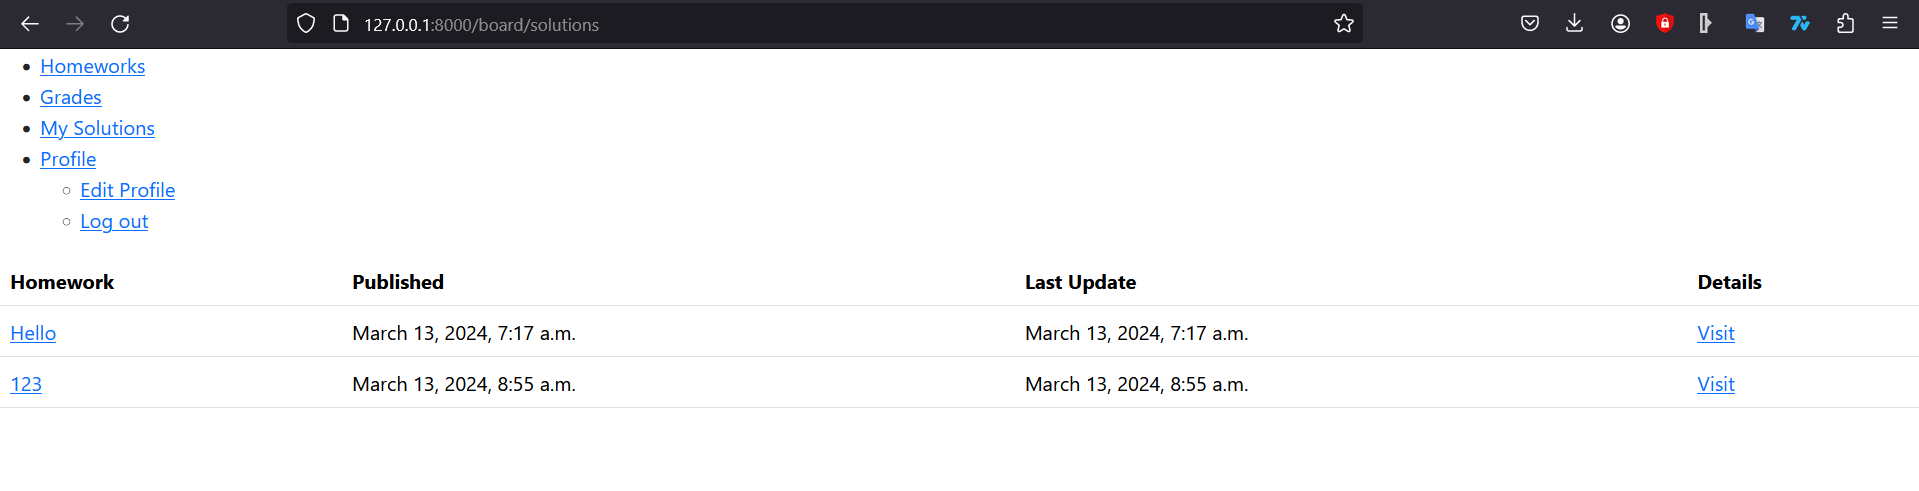 127.0.0.1:8000/board/solutions
Homeworks
Grades
My Solutions
Profile
Edit Profile
Log out
Homework Published Last Update Details
Hello March 13, 2024, 7:17 a.m. March 13, 2024, 7:17 a.m. Visit
123 March 13, 2024, 8:55 a.m. March 13, 2024, 8:55 a.m. Visit